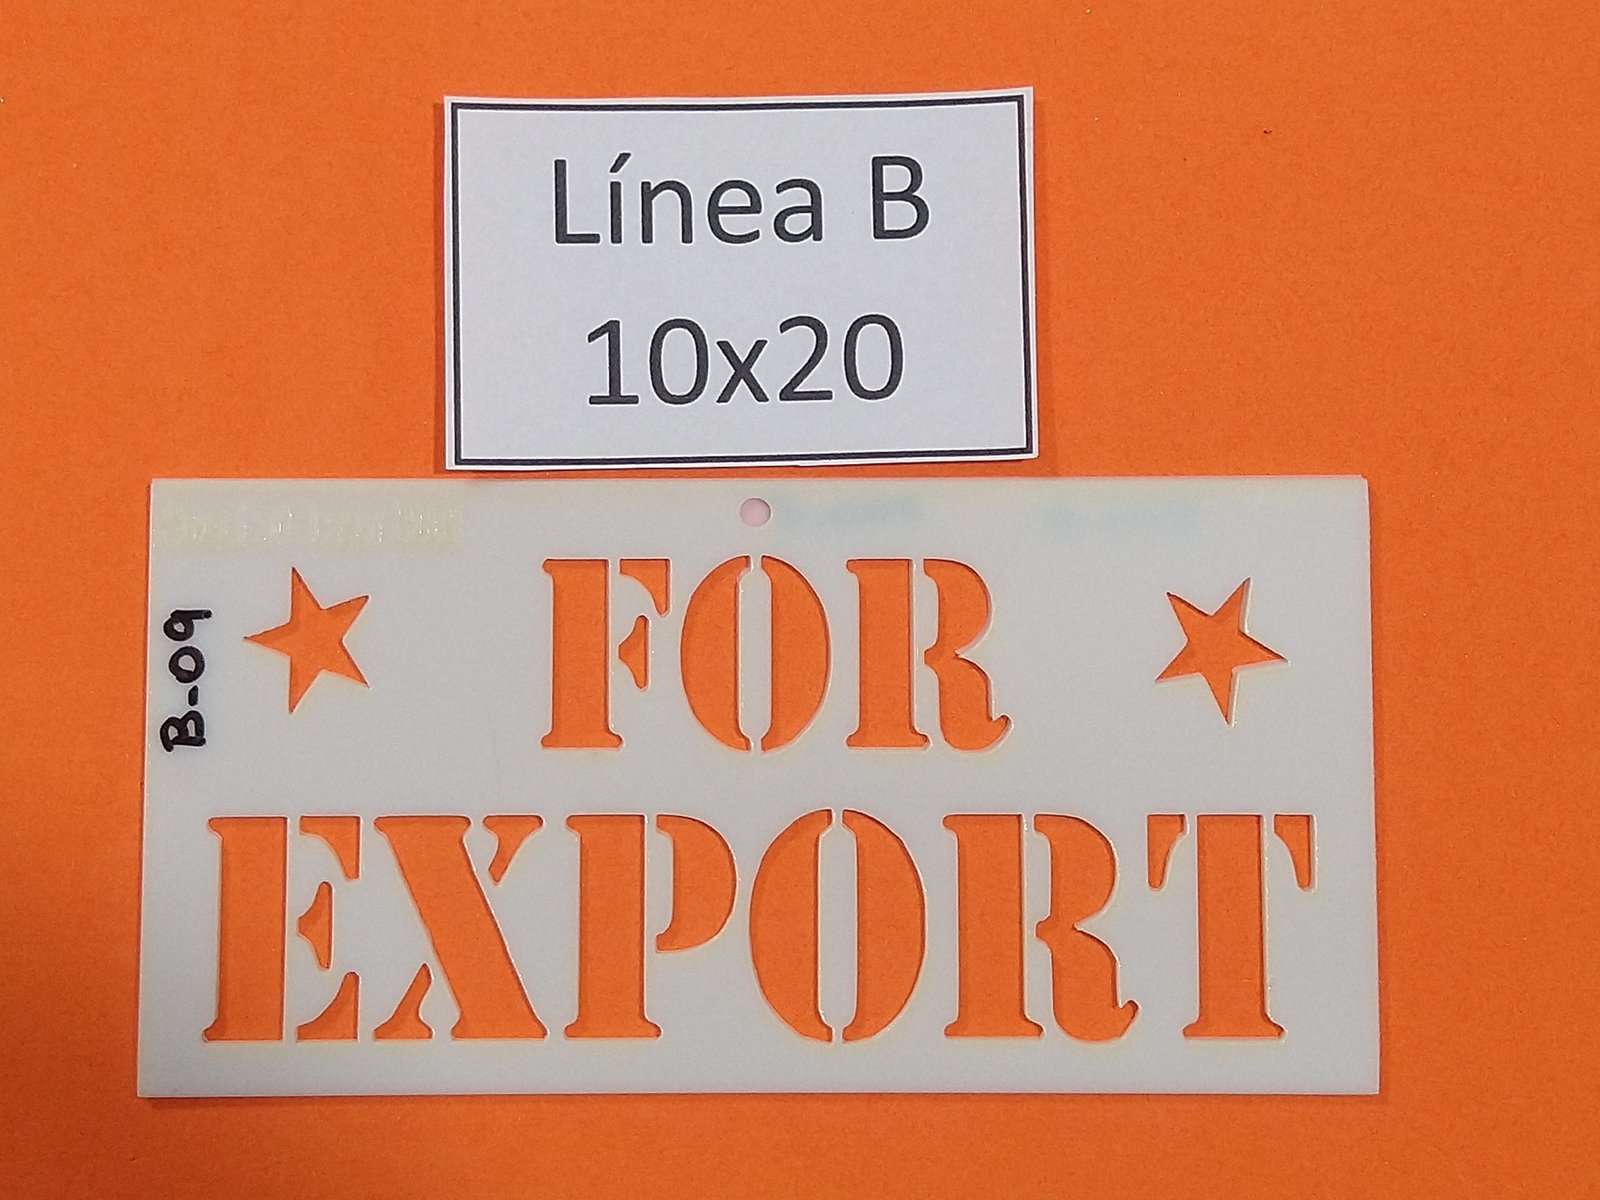 Línea B
10x20
B-09
FOR
EXPORT